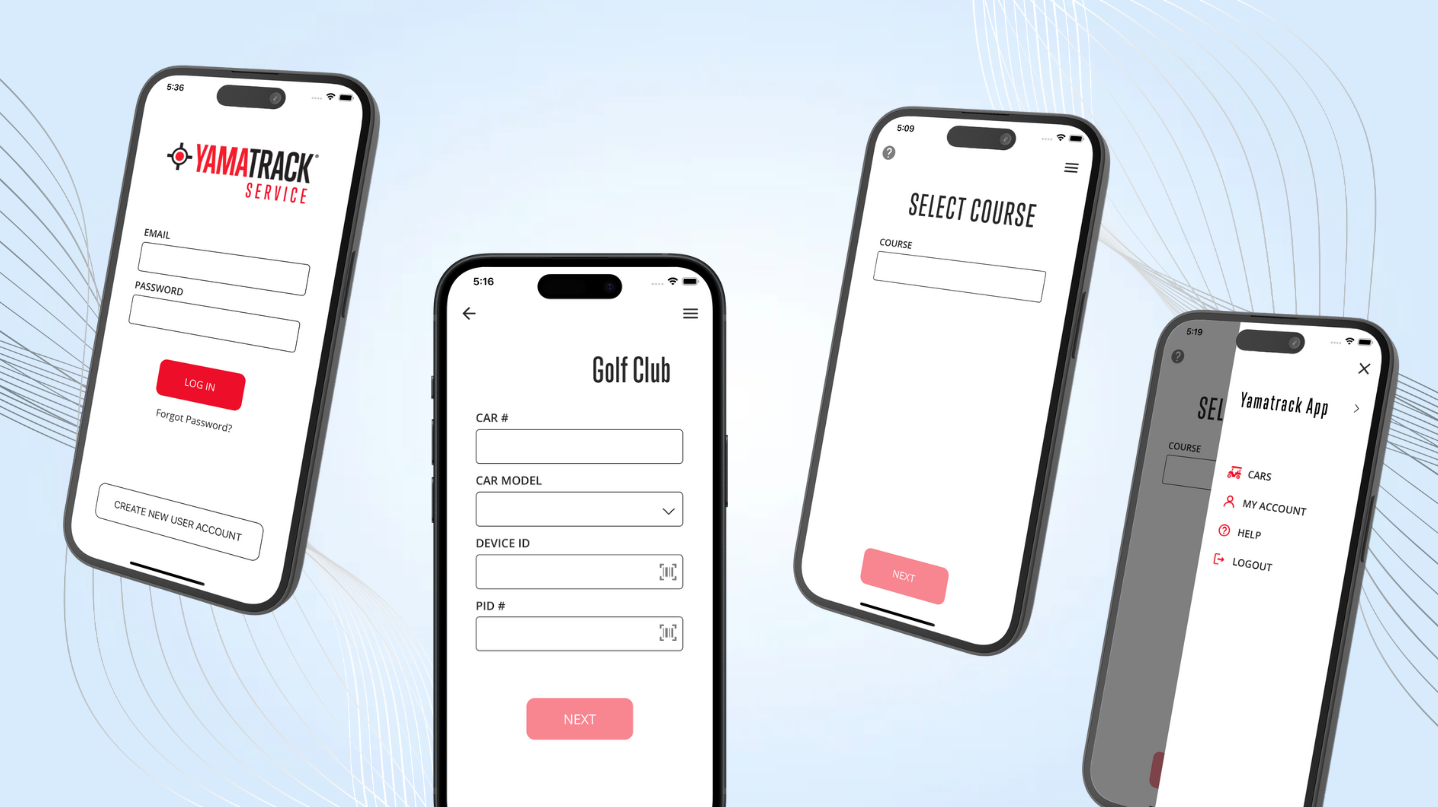 5:36
YAMATRACK®
SERVICE
EMAIL
PASSWORD
LOG IN
Forgot Password?
CREATE NEW USER ACCOUNT
5:16
Golf Club
CAR #
CAR MODEL
DEVICE ID
PID #
NEXT
5:09
?
SELECT COURSE
COURSE
NEXT
5:19
?
SEL
COURSE
Yamatrack App
CARS
MY ACCOUNT
? HELP
LOGOUT